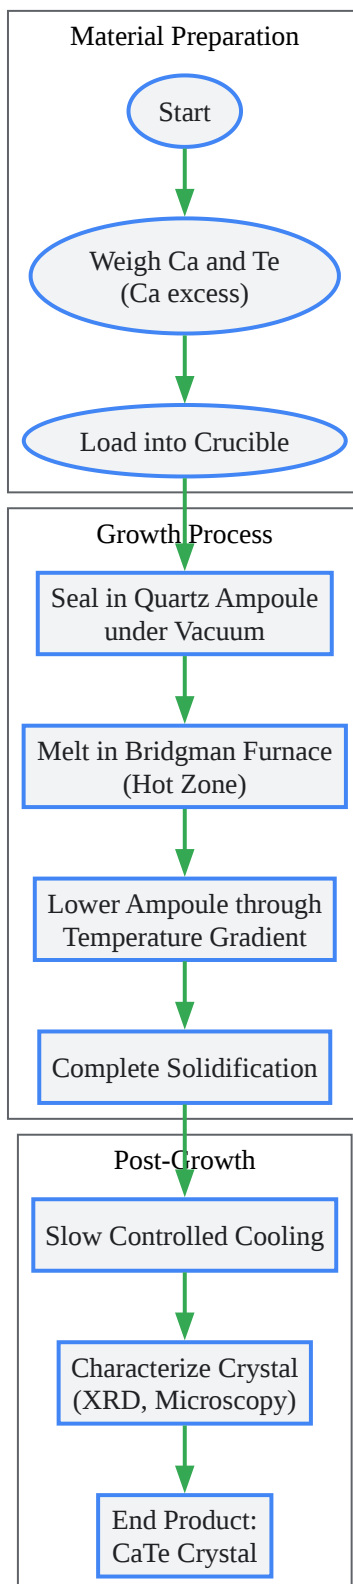 Material Preparation
Start
Weigh Ca and Te
(Ca excess)
Load into Crucible
Growth Process
Seal in Quartz Ampoule
under Vacuum
Melt in Bridgman Furnace
(Hot Zone)
Lower Ampoule through
Temperature Gradient
Complete Solidification
Post-Growth
Slow Controlled Cooling
Characterize Crystal
(XRD, Microscopy)
End Product:
CaTe Crystal